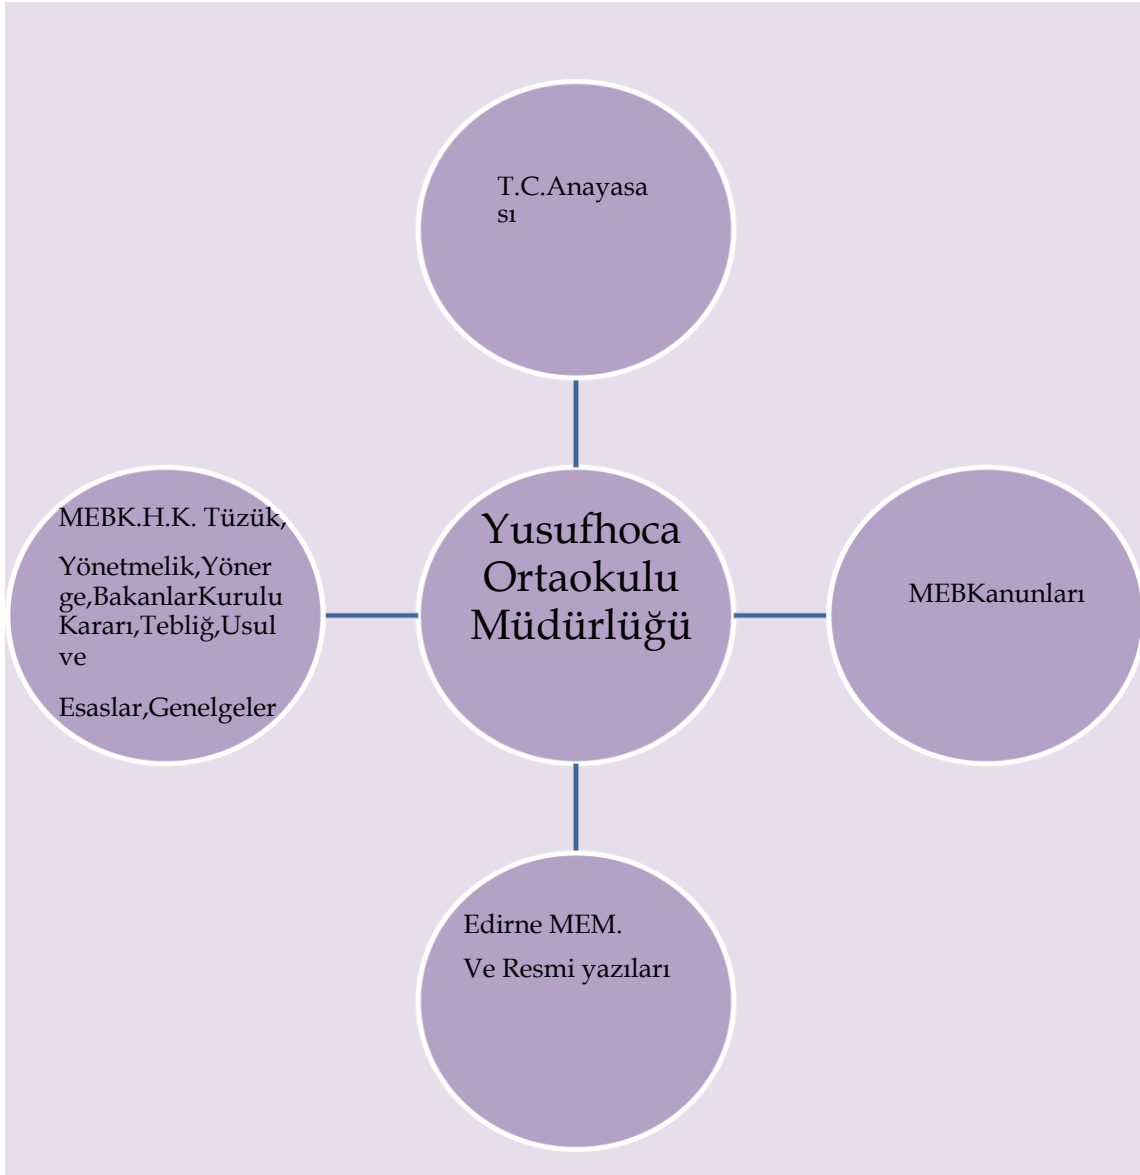 T.C.Anayasa
sı
MEBK.H.K. Tüzük,
Yönetmelik,Yöner
ge,BakanlarKurulu
Kararı,Tebliğ,Usul
ve
Esaslar,Genelgeler
Yusufhoca
Ortaokulu
Müdürlüğü
MEBKanunları
Edirne MEM.
Ve Resmi yazıları